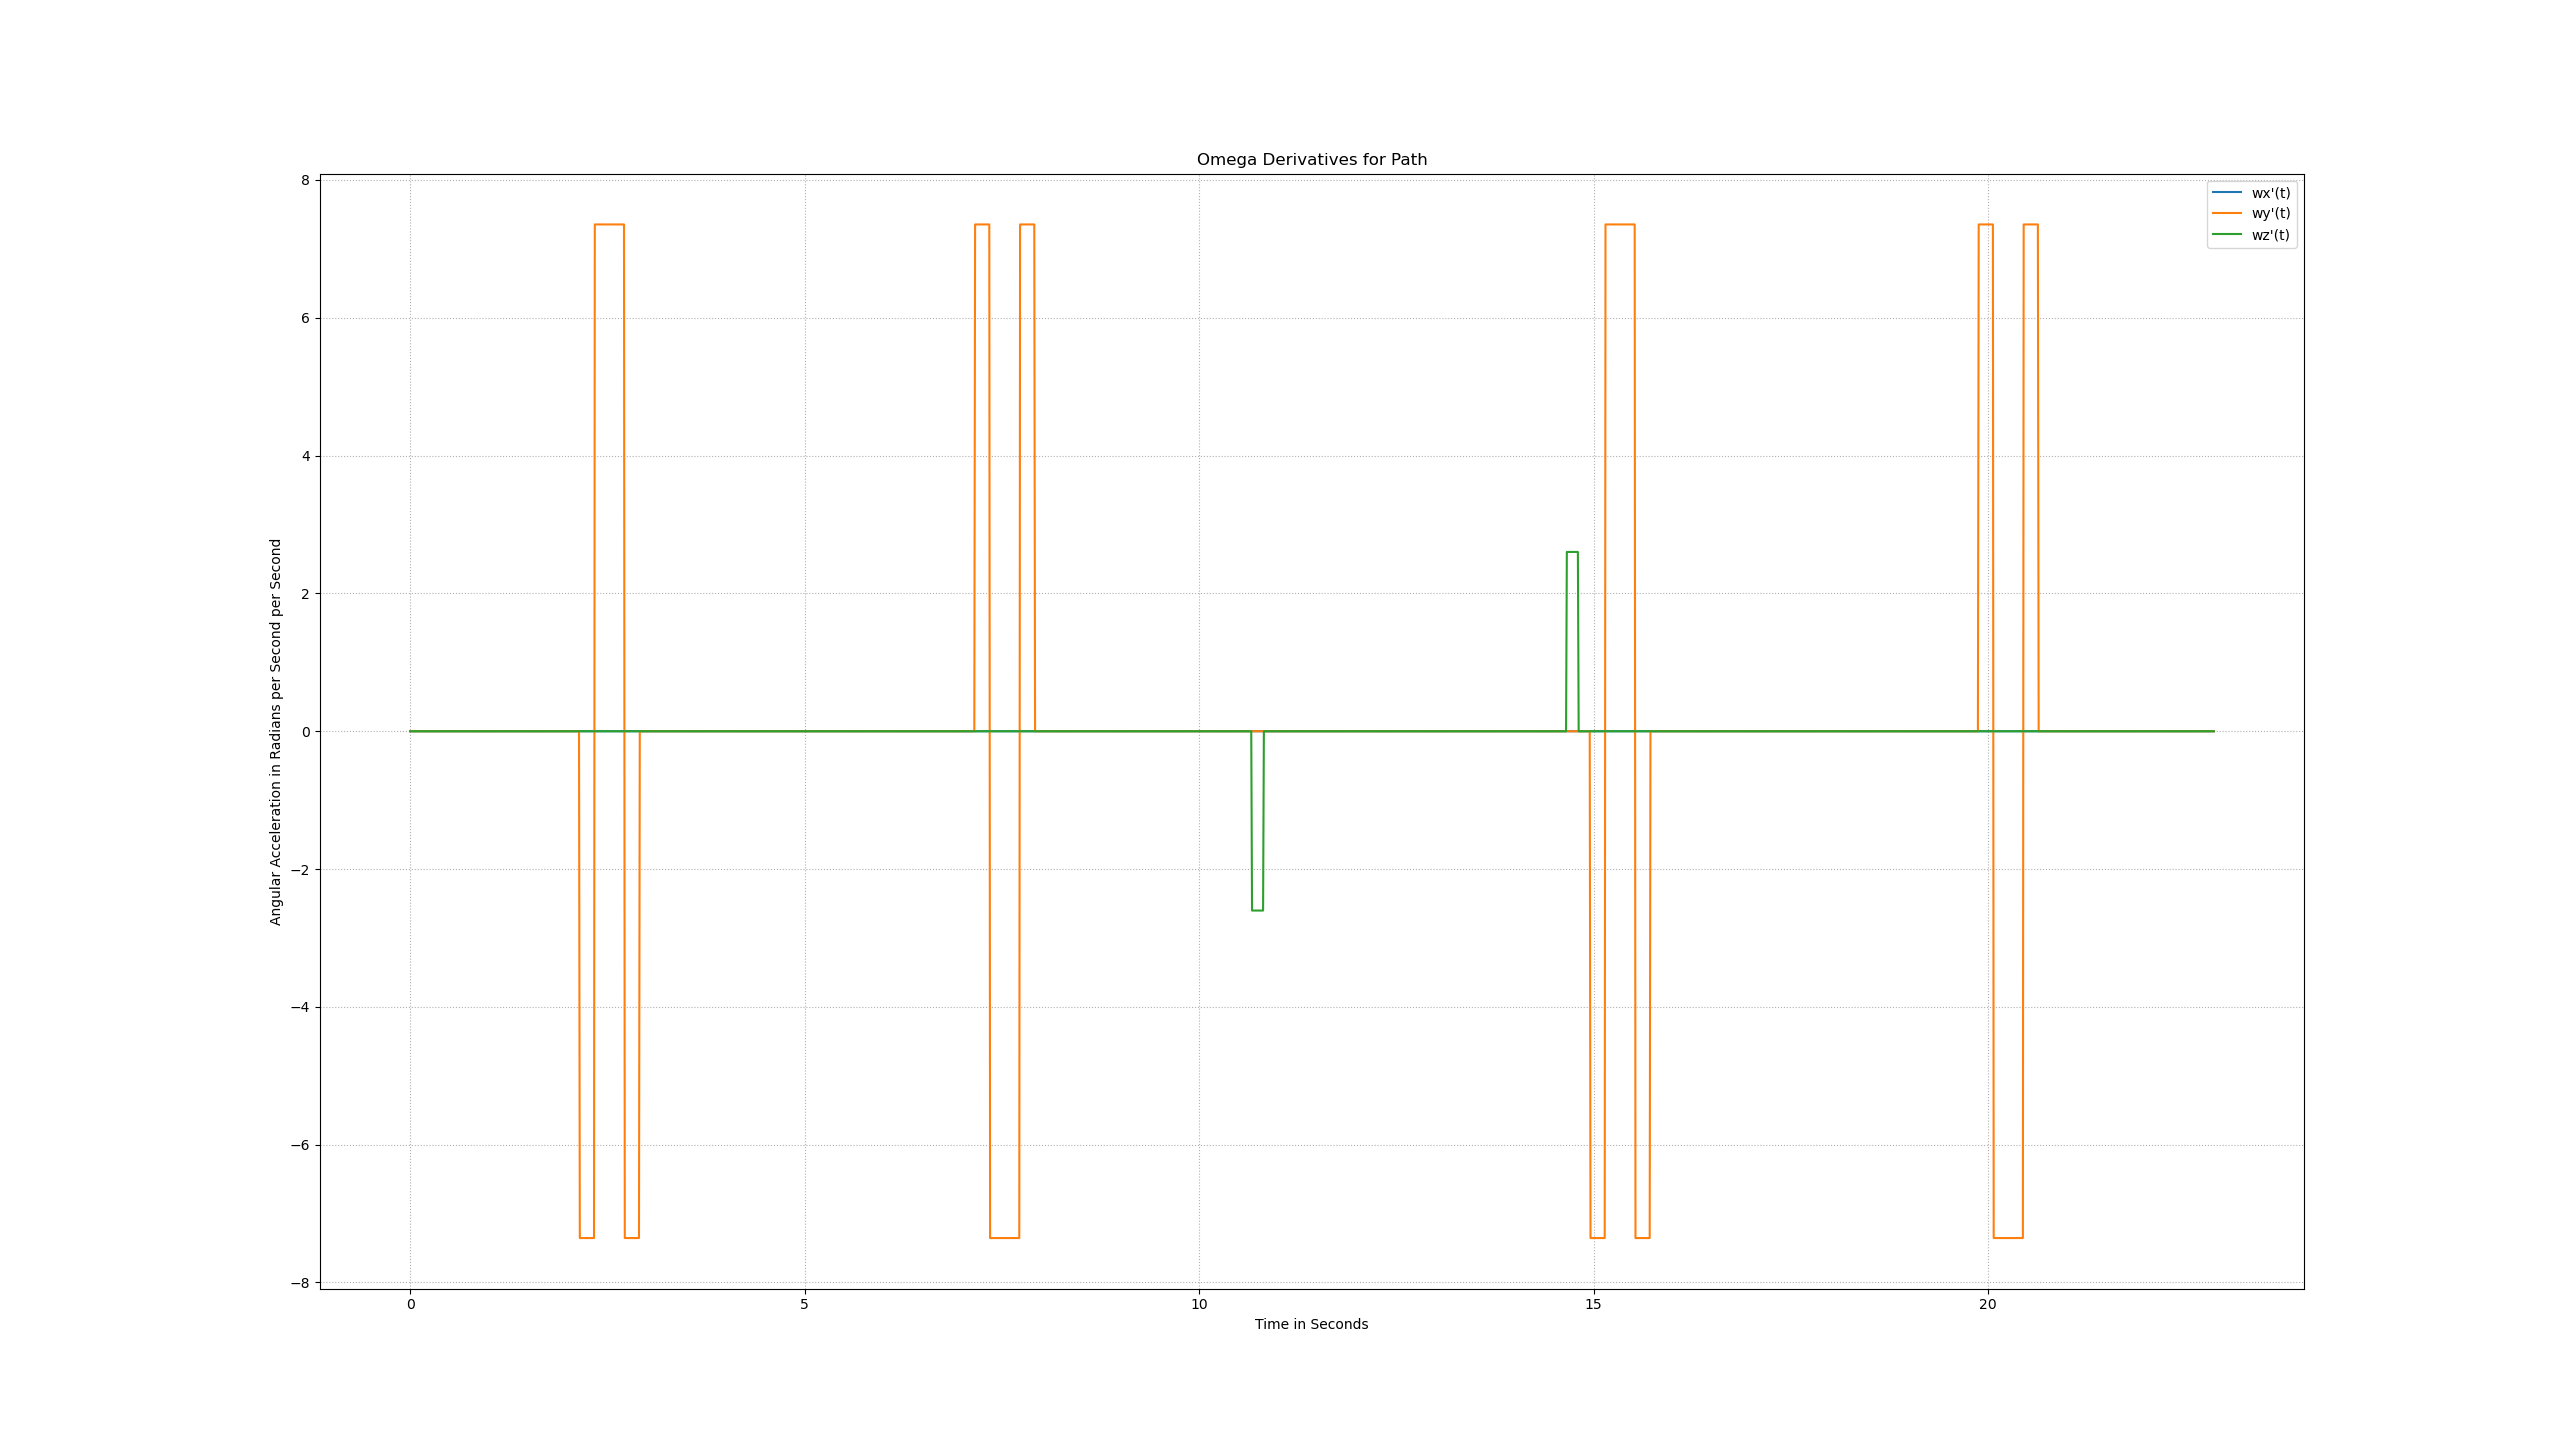 Omega Derivatives for Path
wx'(t)
wy'(t)
wz'(t)
Angular Acceleration in Radians per Second per Second
8
6
4
2
0
−2
−4
−6
−8
0 5 10 15 20
Time in Seconds